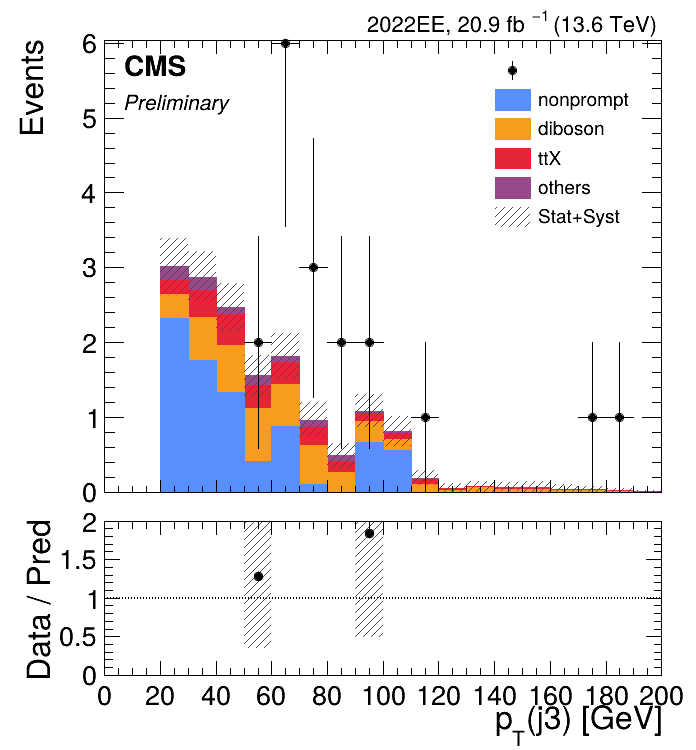 2022EE, 20.9 fb⁻¹ (13.6 TeV)
CMS
Preliminary
Events
6
5
4
3
2
1
0
nonprompt
diboson
ttX
others
Stat+Syst
Data / Pred
2
1.5
1
0.5
0
0 20 40 60 80 100 120 140 160 180 200
p_T(j3) [GeV]